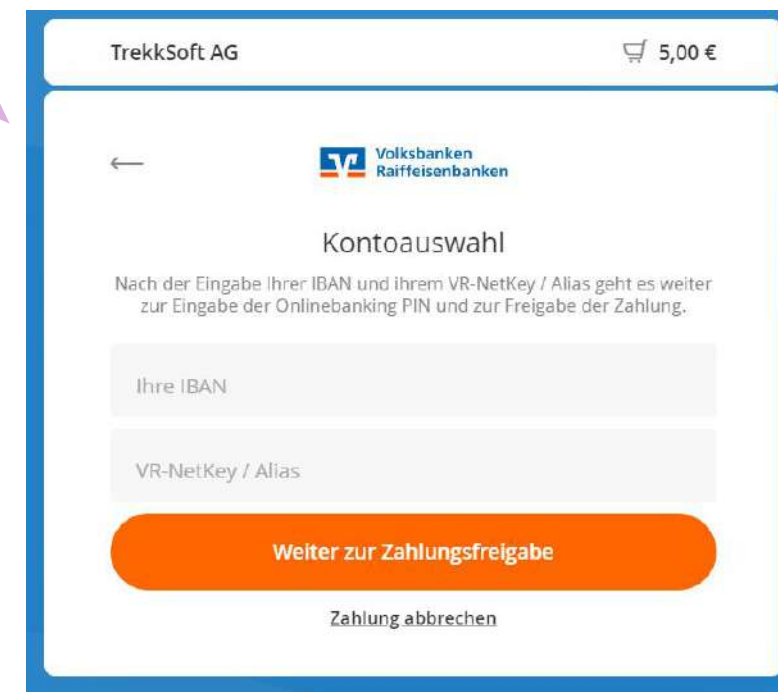 TrekkSoft AG 5,00 €
Volksbanken
Raiffeisenbanken
Kontoauswahl
Nach der Eingabe Ihrer IBAN und ihrem VR-NetKey / Alias geht es weiter
zur Eingabe der Onlinebanking PIN und zur Freigabe der Zahlung.
Ihre IBAN
VR-NetKey / Alias
Weiter zur Zahlungsfreigabe
Zahlung abbrechen